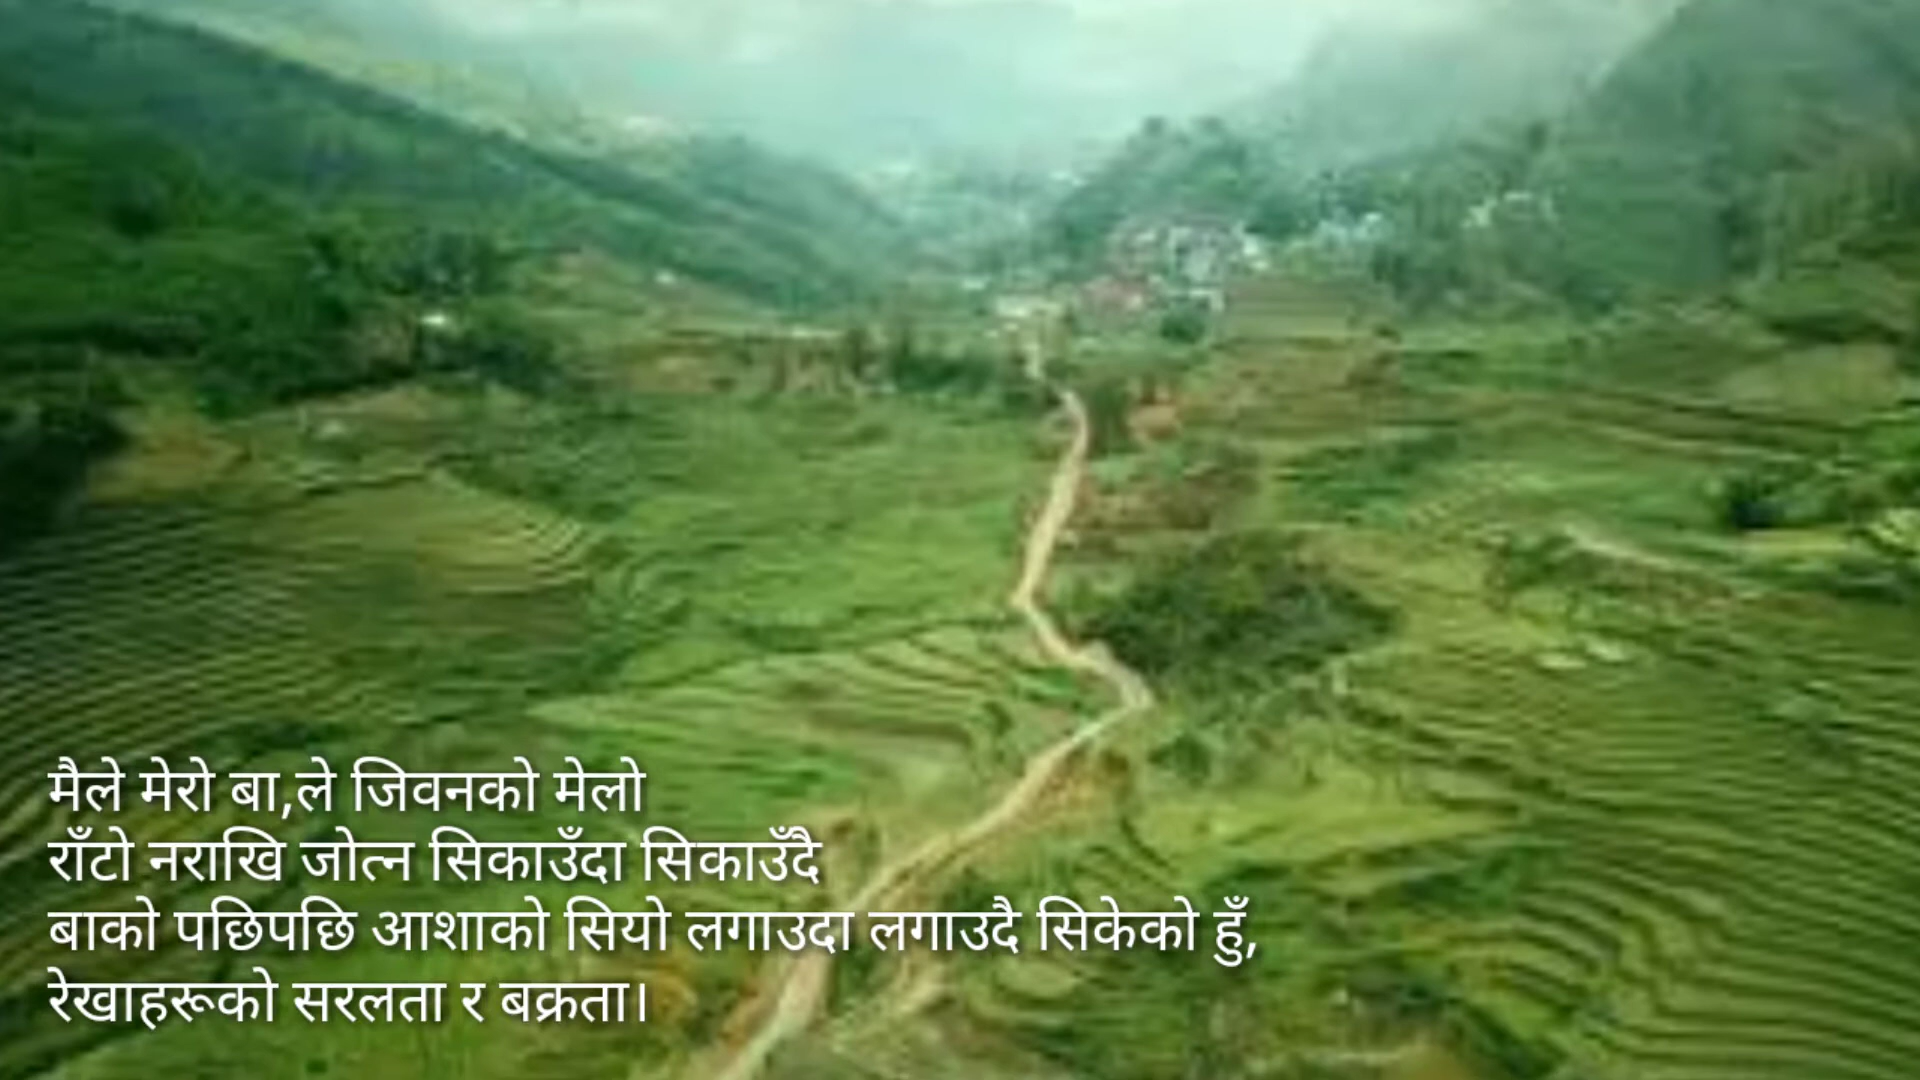 मैले मेरो बा,ले जिवनको मेलो
राँटो नराखि जोत्न सिकाउँदा सिकाउँदै
बाको पछिपछि आशाको सियो लगाउदा लगाउदै सिकेको हुँ,
रेखाहरूको सरलता र बक्रता।